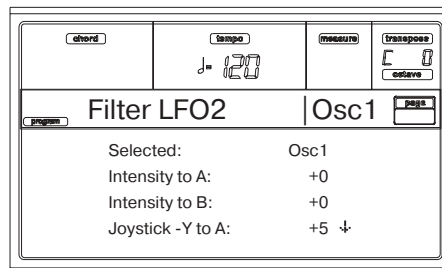 chord tempo measure transpose
♩= 120 C 0
octave
Filter LFO2 |Osc1 page
program
Selected: Osc1
Intensity to A: +0
Intensity to B: +0
Joystick -Y to A: +5